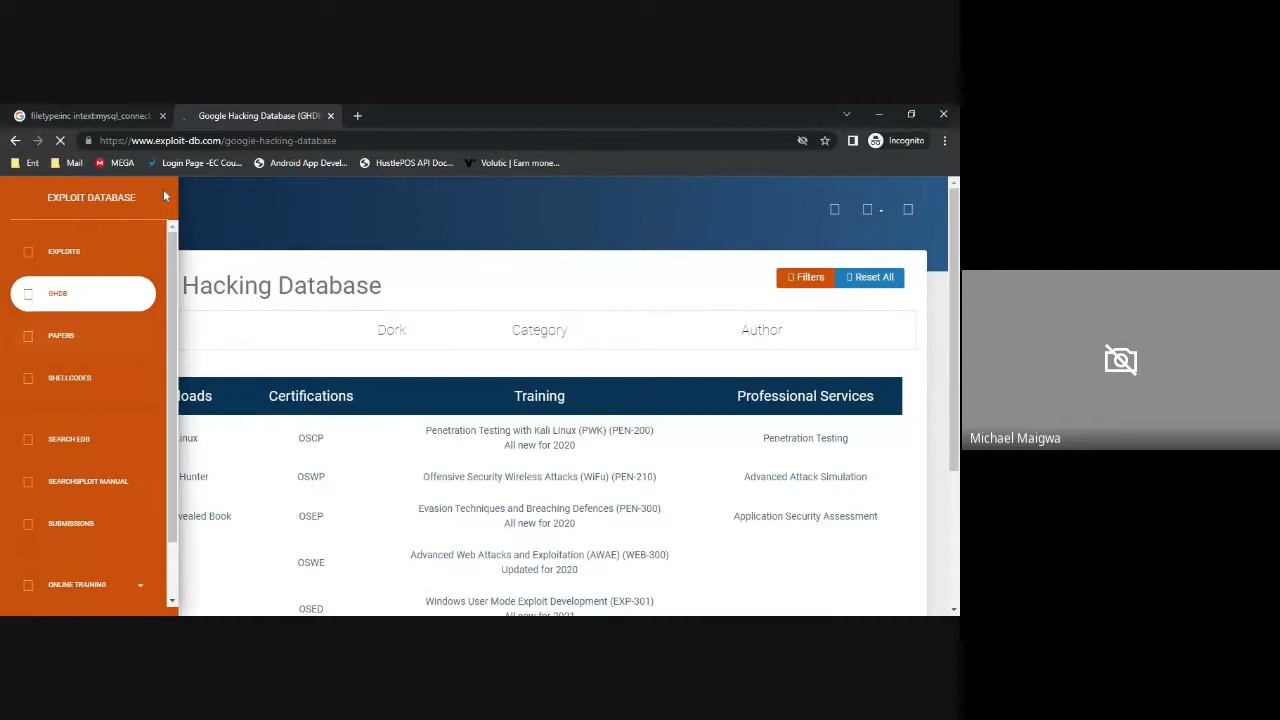 filetype:inc intext:mysql_connect
Google Hacking Database (GHDB
https://www.exploit-db.com/google-hacking-database
Incognito
Ent
Mail
MEGA
Login Page -EC Cou...
Android App Devel...
HustlePOS API Doc...
Volutic | Earn mone...
EXPLOIT DATABASE
EXPLOITS
GHDB
PAPERS
SHELLCODES
SEARCH EDB
SEARCHSPLOIT MANUAL
SUBMISSIONS
ONLINE TRAINING
Hacking Database
Filters
Reset All
Dork
Category
Author
loads
Certifications
Training
Professional Services
inux
OSCP
Penetration Testing with Kali Linux (PWK) (PEN-200)
All new for 2020
Penetration Testing
Hunter
OSWP
Offensive Security Wireless Attacks (WiFu) (PEN-210)
Advanced Attack Simulation
vealed Book
OSEP
Evasion Techniques and Breaching Defences (PEN-300)
All new for 2020
Application Security Assessment
OSWE
Advanced Web Attacks and Exploitation (AWAE) (WEB-300)
Updated for 2020
OSED
Windows User Mode Exploit Development (EXP-301)
All new for 2021
Michael Maigwa